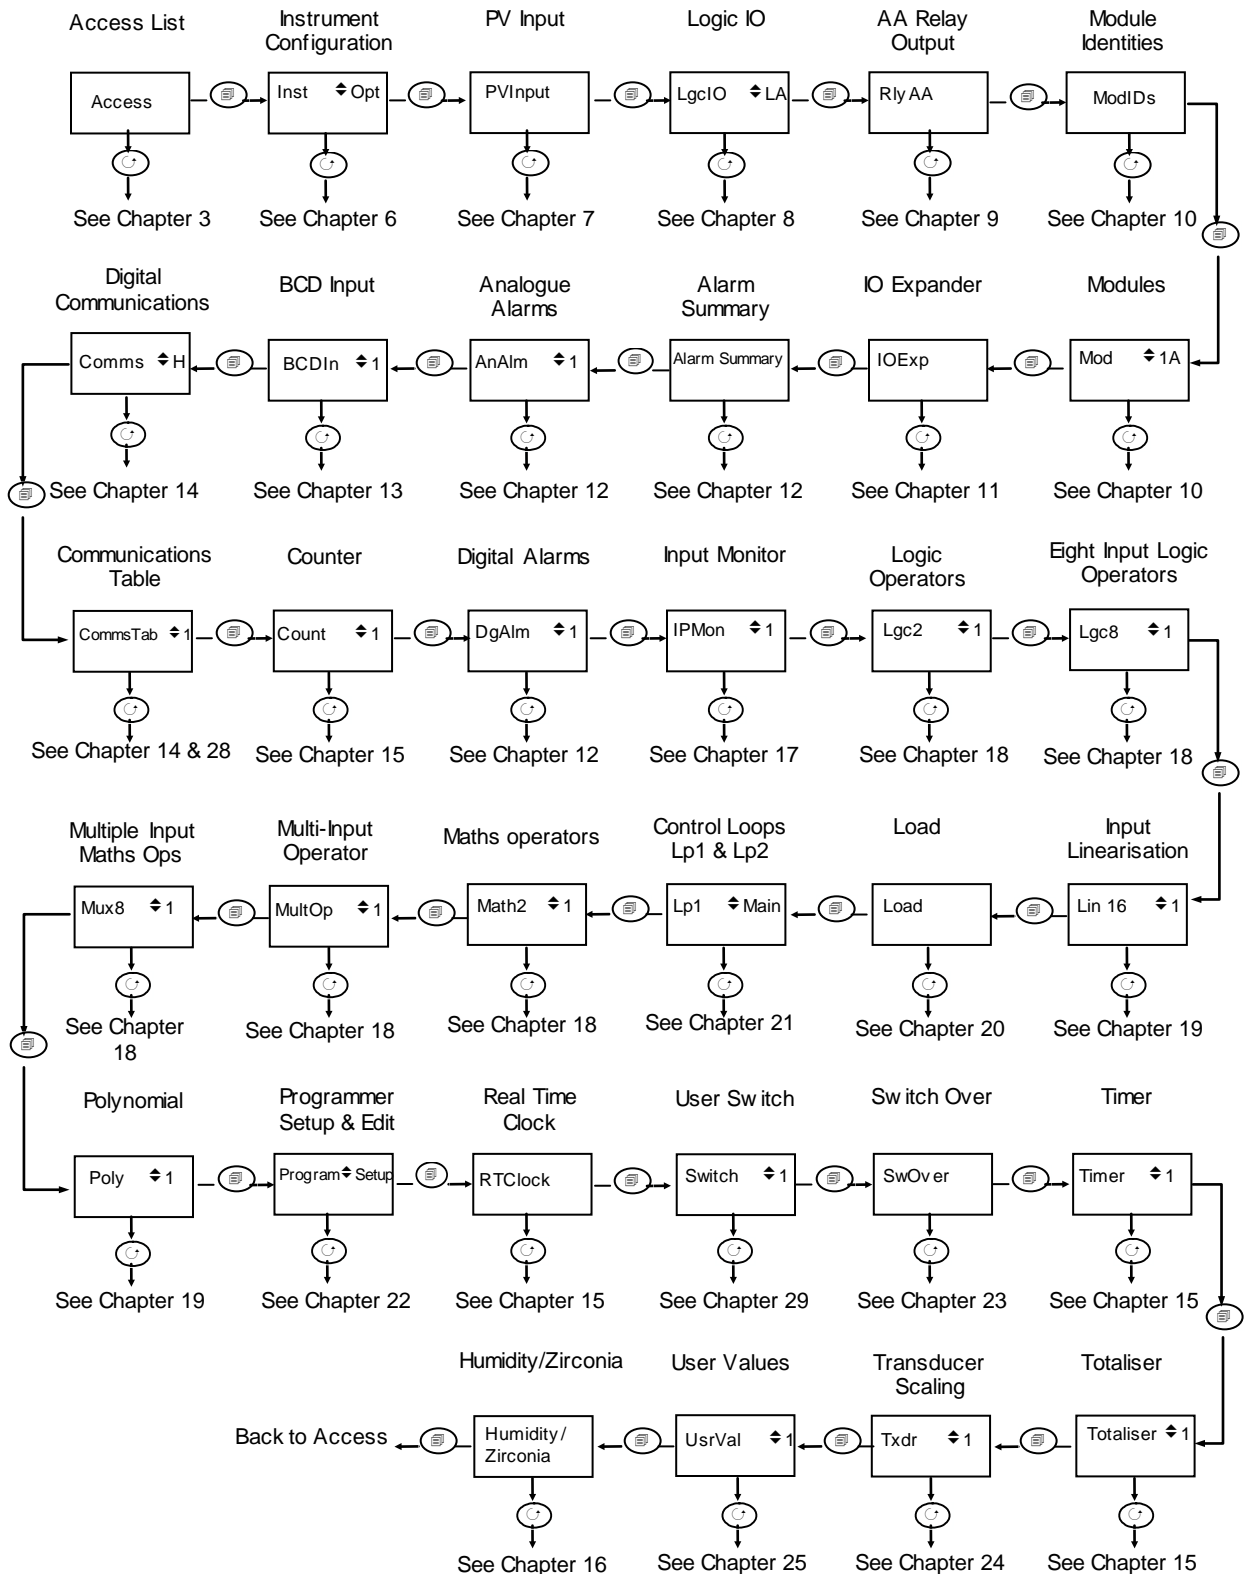 Access List
Instrument
Configuration
PV Input
Logic IO
AA Relay
Output
Module
Identities
Access
Inst Opt
PVInput
LgcIO LA
Rly AA
ModIDs
See Chapter 3
See Chapter 6
See Chapter 7
See Chapter 8
See Chapter 9
See Chapter 10
Digital
Communications
BCD Input
Analogue
Alarms
Alarm
Summary
IO Expander
Modules
Comms H
BCDIn 1
AnAlm 1
Alarm Summary
IOExp
Mod 1A
See Chapter 14
See Chapter 13
See Chapter 12
See Chapter 12
See Chapter 11
See Chapter 10
Communications
Table
Counter
Digital Alarms
Input Monitor
Logic
Operators
Eight Input Logic
Operators
CommsTab 1
Count 1
DgAlm 1
IPMon 1
Lgc2 1
Lgc8 1
See Chapter 14 & 28
See Chapter 15
See Chapter 12
See Chapter 17
See Chapter 18
See Chapter 18
Multiple Input
Maths Ops
Multi-Input
Operator
Maths operators
Control Loops
Lp1 & Lp2
Load
Input
Linearisation
Mux8 1
MultOp 1
Math2 1
Lp1 Main
Load
Lin 16 1
See Chapter
18
See Chapter 18
See Chapter 18
See Chapter 21
See Chapter 20
See Chapter 19
Polynomial
Programmer
Setup & Edit
Real Time
Clock
User Switch
Switch Over
Timer
Poly 1
Program Setup
RTClock
Switch 1
SwOver
Timer 1
See Chapter 19
See Chapter 22
See Chapter 15
See Chapter 29
See Chapter 23
See Chapter 15
Humidity/Zirconia
User Values
Transducer
Scaling
Totaliser
Back to Access
Humidity/
Zirconia
UsrVal 1
Txdr 1
Totaliser 1
See Chapter 16
See Chapter 25
See Chapter 24
See Chapter 15